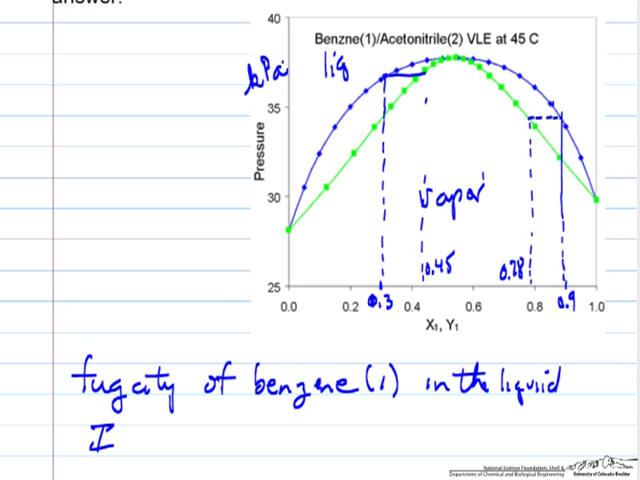 answer.
Benzne(1)/Acetonitrile(2) VLE at 45 C
40
35
30
25
Pressure
kPa
liq
vapor
0.45
0.78
0.0 0.2 0.3 0.4 0.6 0.8 0.9 1.0
X1, Y1
fugacity of benzene (1) in the liquid
I
National Science Foundation, Shell &
Department of Chemical and Biological Engineering
University of Colorado Boulder